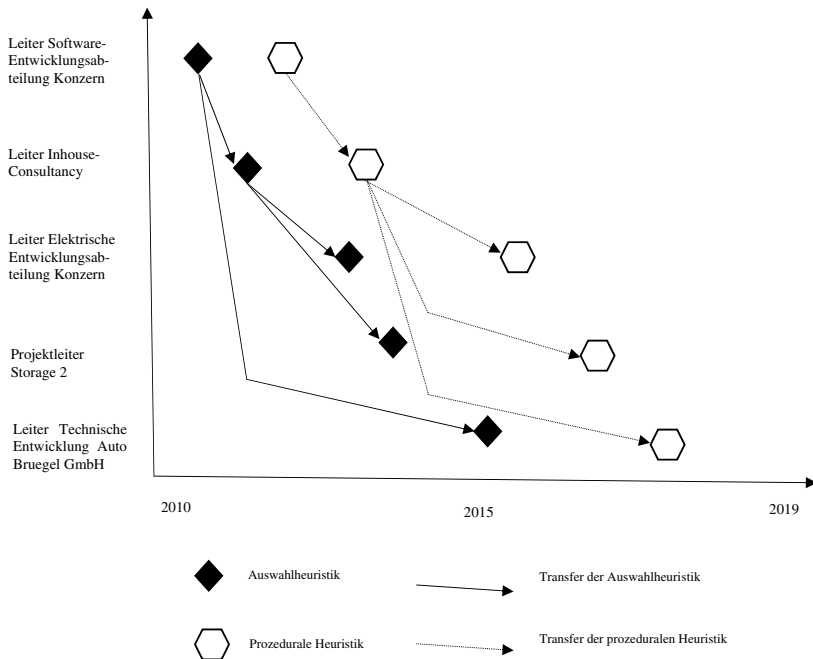 Leiter Software-
Entwicklungsab-
teilung Konzern
Leiter Inhouse-
Consultancy
Leiter Elektrische
Entwicklungsab-
teilung Konzern
Projektleiter
Storage 2
Leiter Technische
Entwicklung Auto
Bruegel GmbH
2010
2015
2019
Auswahlheuristik
Transfer der Auswahlheuristik
Prozedurale Heuristik
Transfer der prozeduralen Heuristik